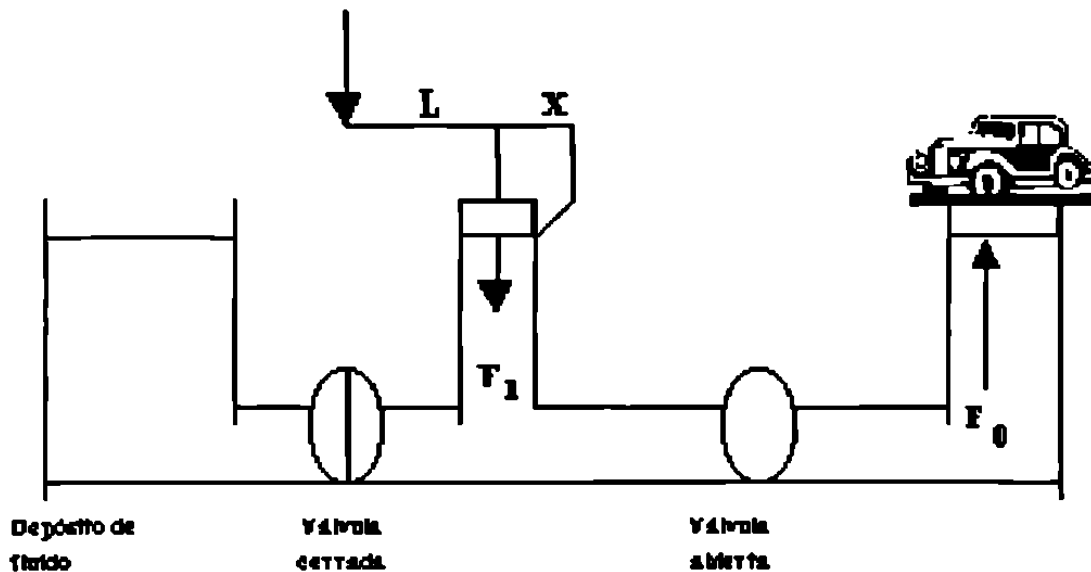 L X
F1
F0
Depósito de
fluido
Válvula
cerrada
Válvula
abierta